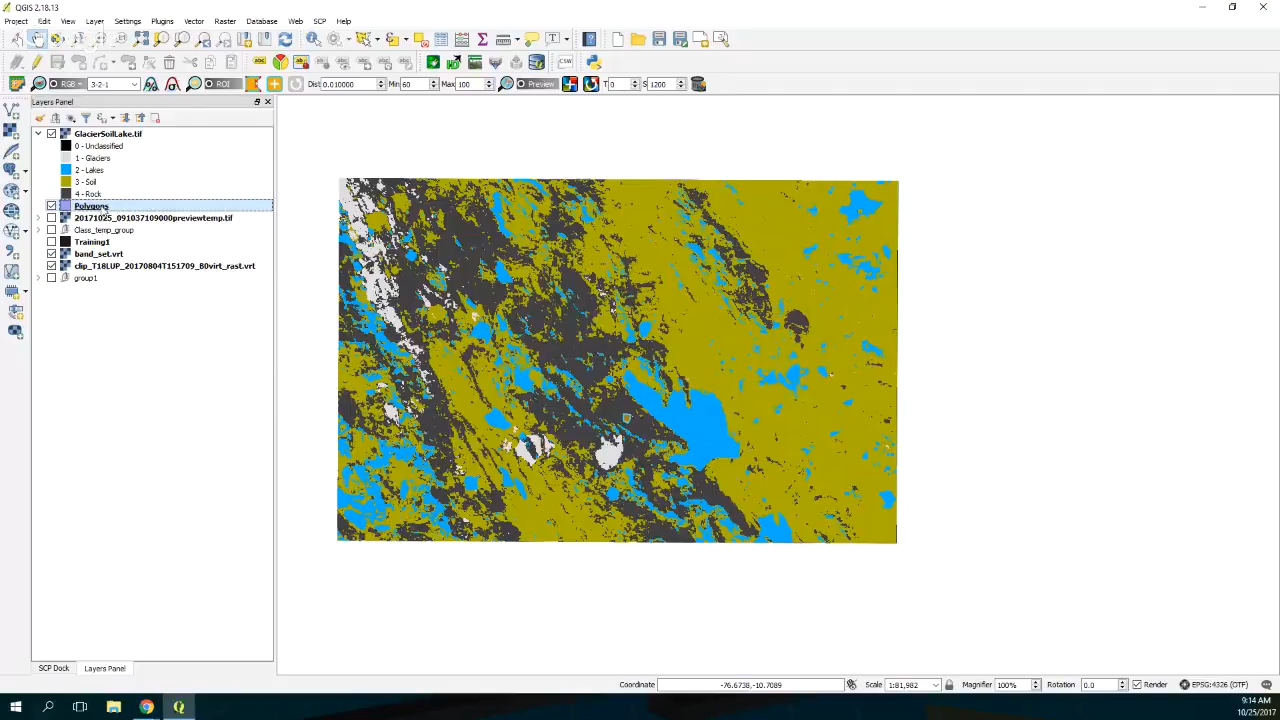 QGIS 2.18.13
Project Edit View Layer Settings Plugins Vector Raster Database Web SCP Help
RGB = 3-2-1 ROI Dist 0.010000 Min 60 Max 100 Preview T 0 S 1200
Layers Panel
GlacierSoilLake.tif
0 - Unclassified
1 - Glaciers
2 - Lakes
3 - Soil
4 - Rock
Polygons
20171025_091037109000previewtemp.tif
Class_temp_group
Training1
band_set.vrt
clip_T18LUP_20170804T151709_B0virt_rast.vrt
group1
SCP Dock Layers Panel
Coordinate -76.6738,-10.7089 Scale 1:81,982 Magnifier 100% Rotation 0.0 Render EPSG:4326 (OTF)
9:14 AM
10/25/2017